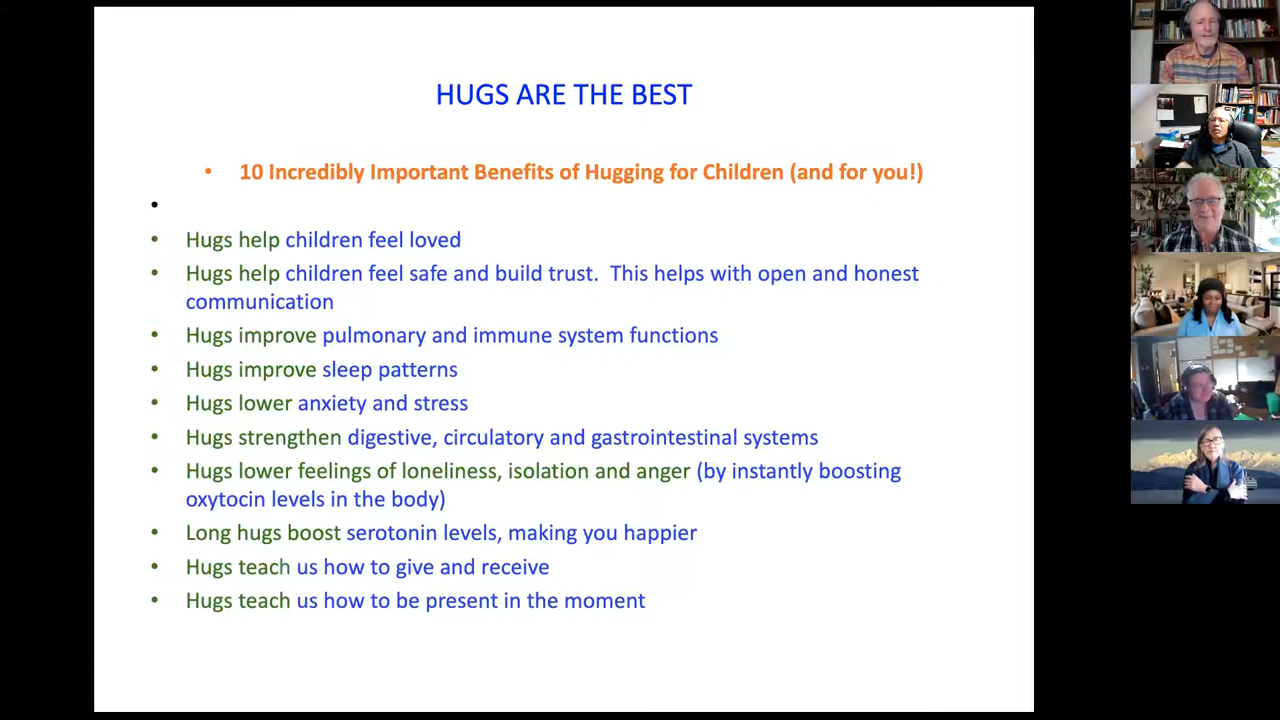 HUGS ARE THE BEST
• 10 Incredibly Important Benefits of Hugging for Children (and for you!)
•
• Hugs help children feel loved
• Hugs help children feel safe and build trust.  This helps with open and honest
communication
• Hugs improve pulmonary and immune system functions
• Hugs improve sleep patterns
• Hugs lower anxiety and stress
• Hugs strengthen digestive, circulatory and gastrointestinal systems
• Hugs lower feelings of loneliness, isolation and anger (by instantly boosting
oxytocin levels in the body)
• Long hugs boost serotonin levels, making you happier
• Hugs teach us how to give and receive
• Hugs teach us how to be present in the moment